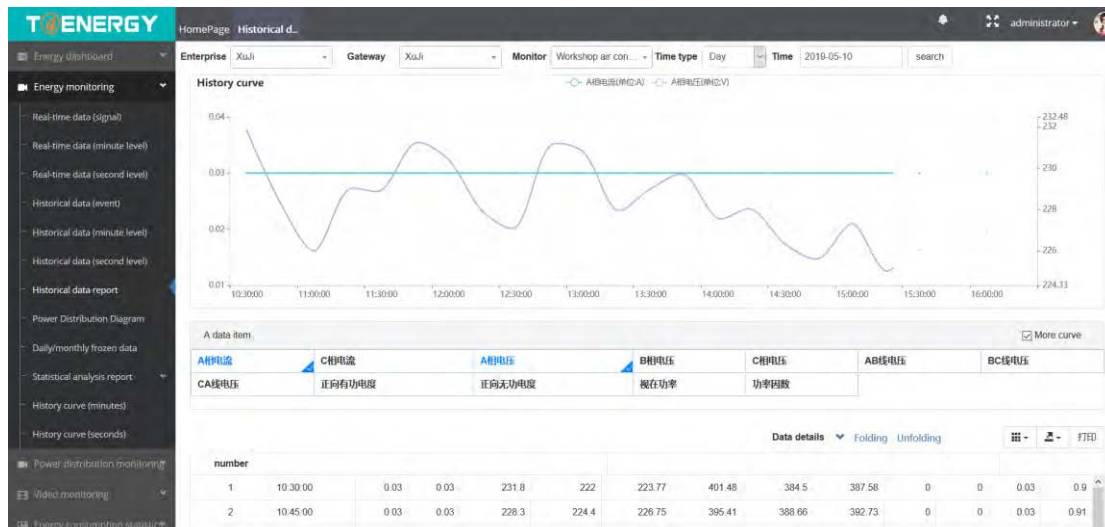 T ENERGY
HomePage Historical d..
administrator
Energy dashboard
Enterprise XuJi Gateway XuJi Monitor Workshop air con... Time type Day Time 2019-05-10 search
Energy monitoring
History curve
A相电流(单位:A) A相电压(单位:V)
Real-time data (signal)
Real-time data (minute level)
Real-time data (second level)
Historical data (event)
Historical data (minute level)
Historical data (second level)
Historical data report
Power Distribution Diagram
Daily/monthly frozen data
Statistical analysis report
History curve (minutes)
History curve (seconds)
Power distribution monitoring
Video monitoring
Energy consumption statistic
0.04
0.03
0.02
0.01
232.48
232
230
228
226
224.33
10:30:00 11:00:00 11:30:00 12:00:00 12:30:00 13:00:00 13:30:00 14:00:00 14:30:00 15:00:00 15:30:00 16:00:00
A data item More curve
A相电流 C相电流 A相电压 B相电压 C相电压 AB线电压 BC线电压
CA线电压 正向有功电度 正向无功电度 视在功率 功率因数
Data details Folding Unfolding 打印
number
1 10:30:00 0.03 0.03 231.8 222 223.77 401.48 384.5 387.58 0 0 0.03 0.9
2 10:45:00 0.03 0.03 228.3 224.4 226.75 395.41 388.66 392.73 0 0 0.03 0.91